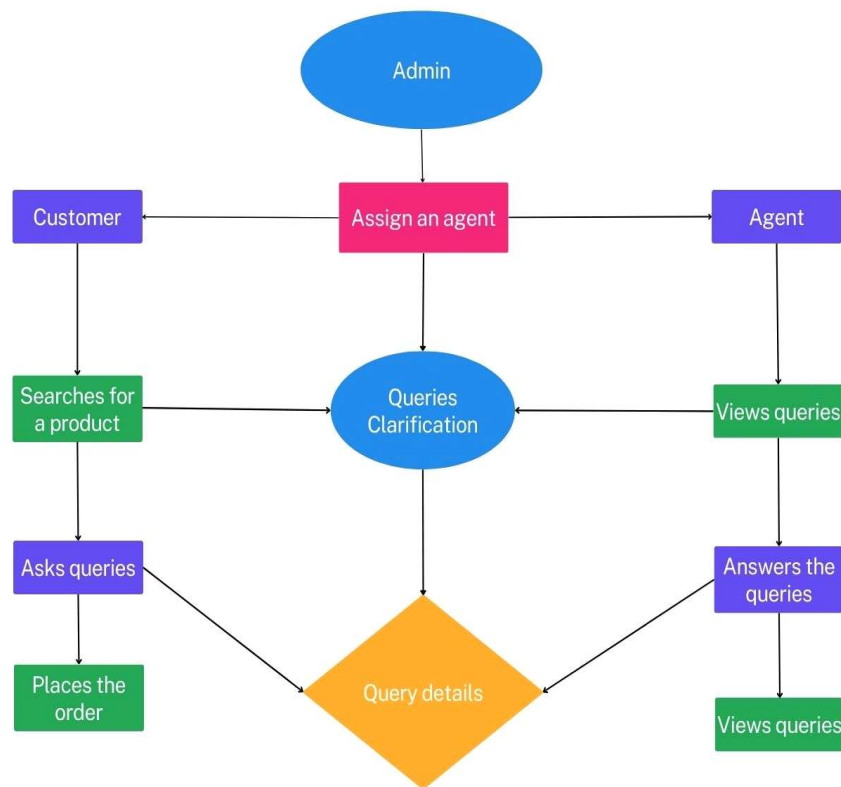 Admin
Customer
Assign an agent
Agent
Searches for
a product
Queries
Clarification
Views queries
Asks queries
Answers the
queries
Places the
order
Query details
Views queries